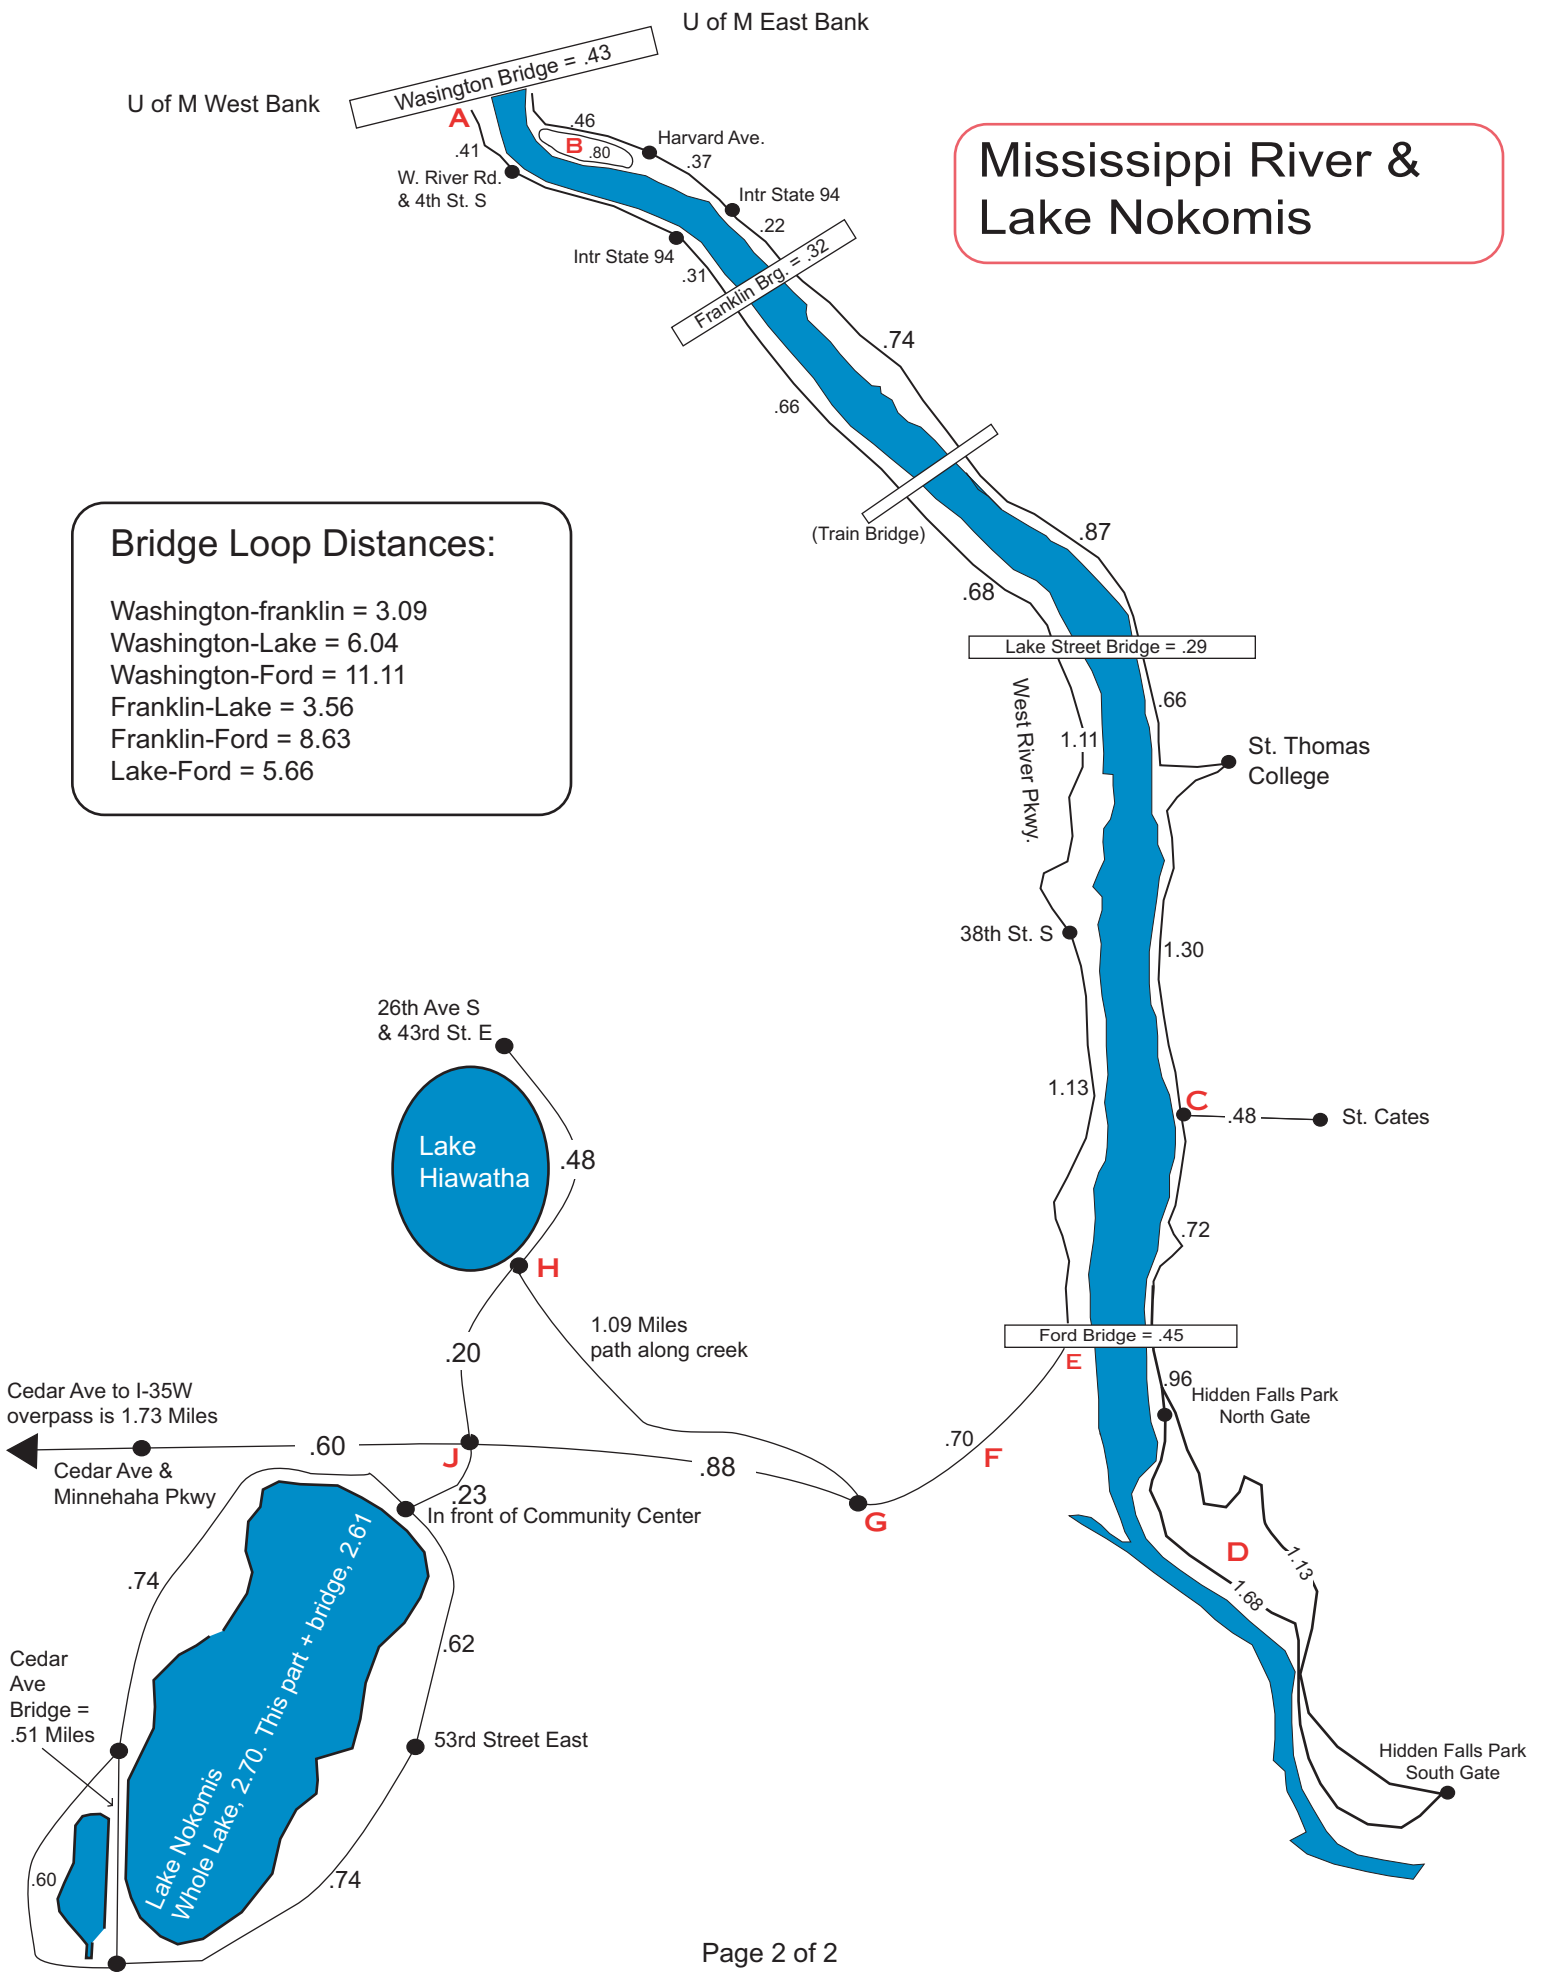 U of M East Bank
Wasington Bridge = .43
U of M West Bank
A
.46
B
.80
Harvard Ave.
.41
.37
W. River Rd.
& 4th St. S
Intr State 94
.22
Intr State 94
.31
Franklin Brg. = .32
Mississippi River &
Lake Nokomis
.74
.66
(Train Bridge)
.87
.68
Bridge Loop Distances:
Washington-franklin = 3.09
Washington-Lake = 6.04
Washington-Ford = 11.11
Franklin-Lake = 3.56
Franklin-Ford = 8.63
Lake-Ford = 5.66
Lake Street Bridge = .29
West River Pkwy.
.66
1.11
St. Thomas
College
38th St. S
1.30
26th Ave S
& 43rd St. E
1.13
C
.48
St. Cates
Lake
Hiawatha
.48
.72
H
1.09 Miles
path along creek
Ford Bridge = .45
E
.20
.96
Hidden Falls Park
North Gate
Cedar Ave to I-35W
overpass is 1.73 Miles
.60
J
.88
.70
F
Cedar Ave &
Minnehaha Pkwy
.23
In front of Community Center
G
D
1.13
1.68
.74
.62
Cedar
Ave
Bridge =
.51 Miles
53rd Street East
Lake Nokomis
Whole Lake, 2.70. This part + bridge, 2.61
Hidden Falls Park
South Gate
.60
.74
Page 2 of 2